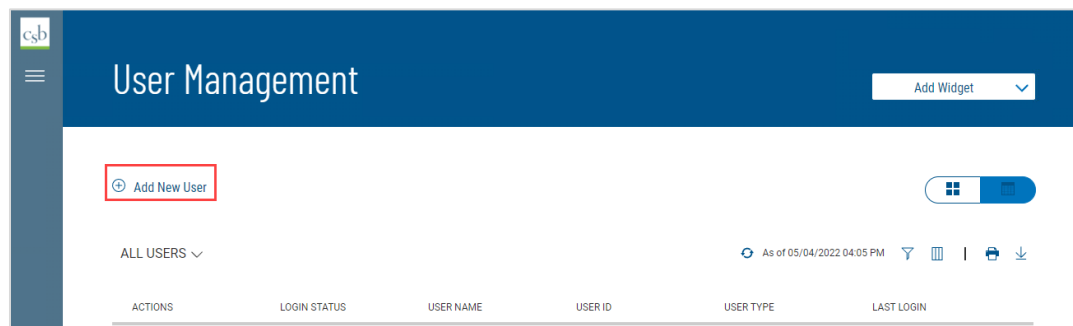 csb
User Management
Add Widget
Add New User
ALL USERS
As of 05/04/2022 04:05 PM
ACTIONS LOGIN STATUS USER NAME USER ID USER TYPE LAST LOGIN